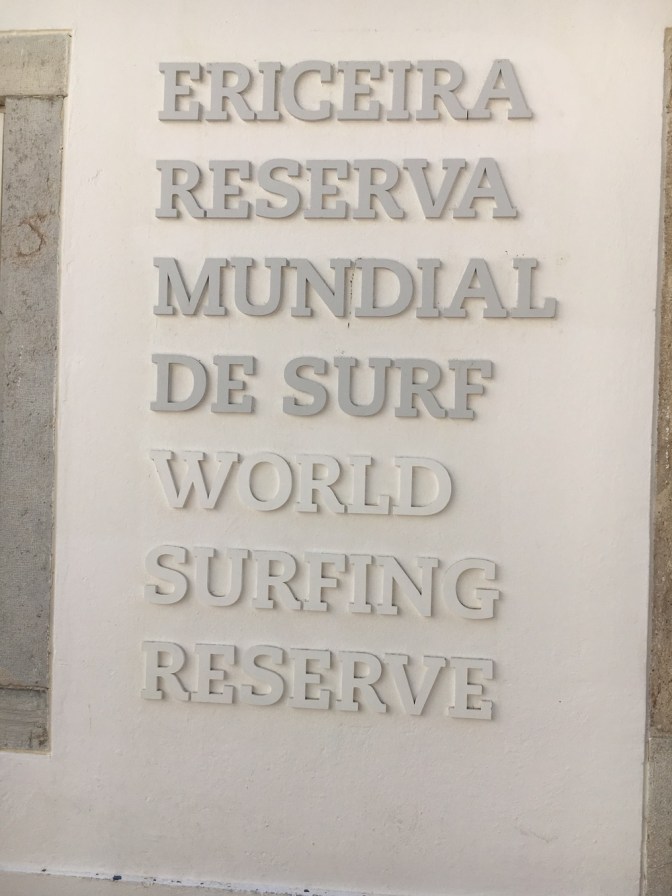 ERICEIRA
RESERVA
MUNDIAL
DE SURF
WORLD
SURFING
RESERVE